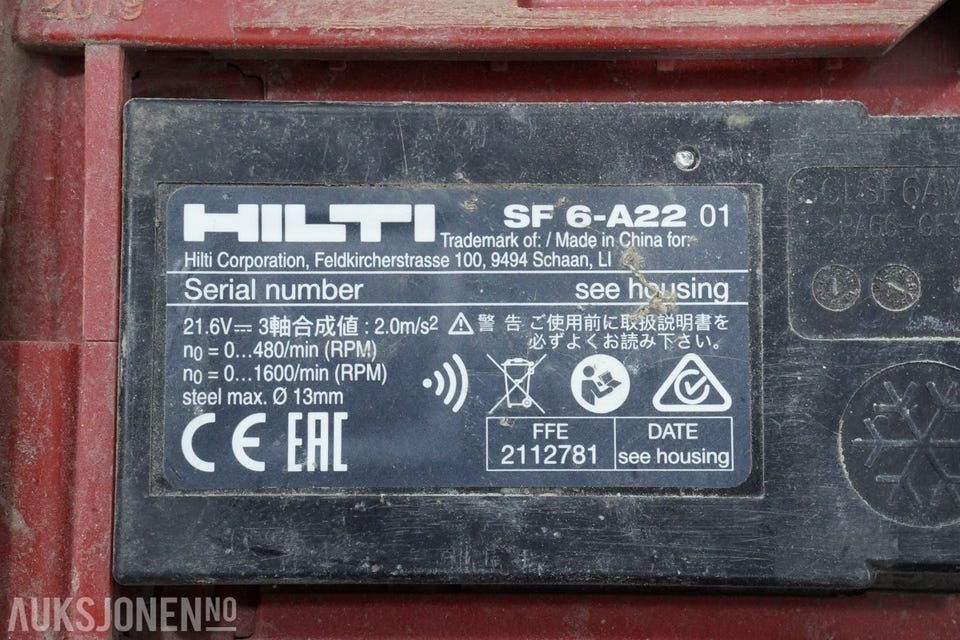 2019
HILTI SF 6-A22 01
Trademark of: / Made in China for:
Hilti Corporation, Feldkircherstrasse 100, 9494 Schaan, LI
Serial number see housing
21.6V⎓ 3軸合成値 : 2.0m/s² ⚠ 警 告 ご使用前に取扱説明書を
必ずよくお読み下さい。
n0 = 0...480/min (RPM)
n0 = 0...1600/min (RPM)
steel max. Ø 13mm
CE EAC
FFE DATE
2112781 see housing
AUKSJONEN NO